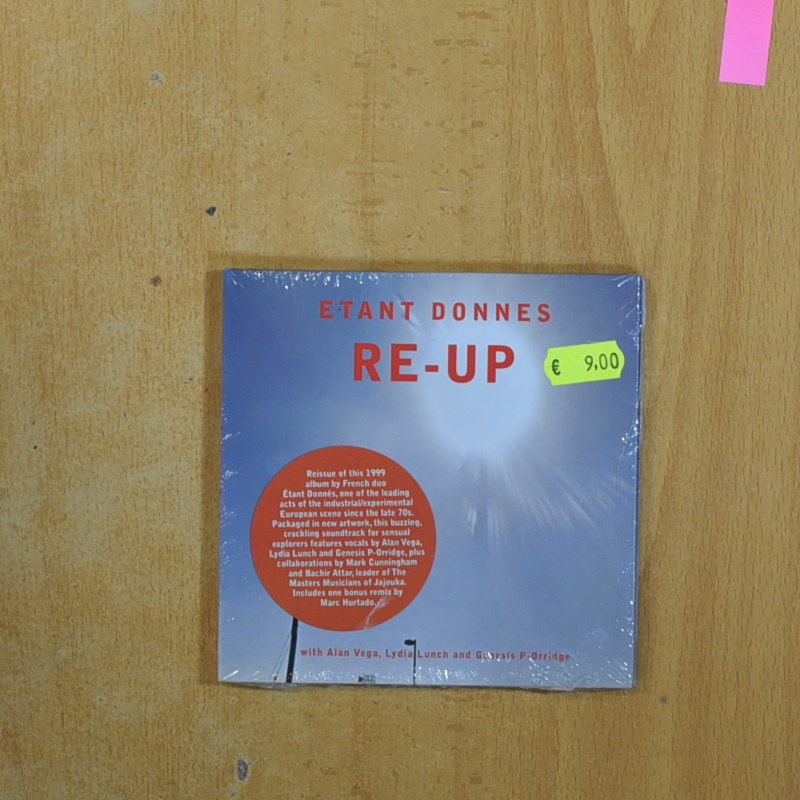 ETANT DONNES
RE-UP
€ 9.00
Reissue of this 1999
album by French duo
Étant Donnés, one of the leading
acts of the industrial/experimental
European scene since the late 70s.
Packaged in new artwork, this buzzing,
crackling soundtrack for sensual
explorers features vocals by Alan Vega,
Lydia Lunch and Genesis P-Orridge, plus
collaborations by Mark Cunningham
and Bachir Attar, leader of The
Masters Musicians of Jajouka.
Includes one bonus remix by
Marc Hurtado.
with Alan Vega, Lydia Lunch and Genesis P-Orridge